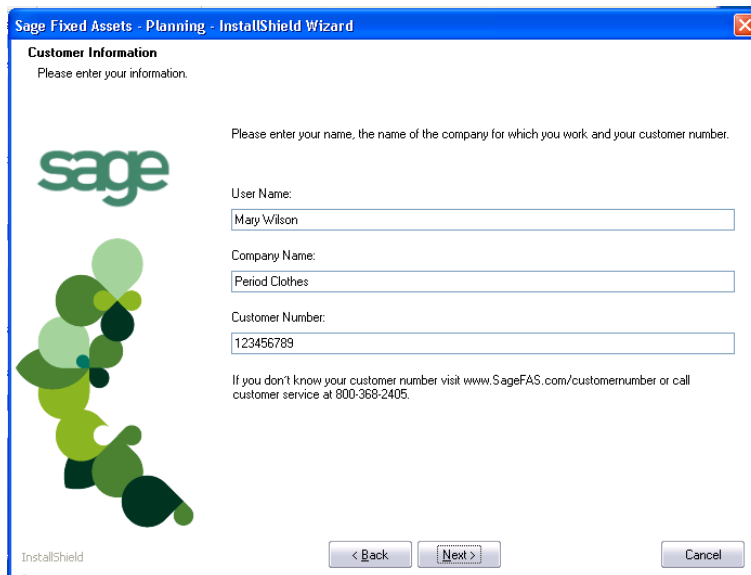 Sage Fixed Assets - Planning - InstallShield Wizard
Customer Information
Please enter your information.
sage
Please enter your name, the name of the company for which you work and your customer number.
User Name:
Mary Wilson
Company Name:
Period Clothes
Customer Number:
123456789
If you don't know your customer number visit www.SageFAS.com/customernumber or call
customer service at 800-368-2405.
InstallShield
< Back
Next >
Cancel